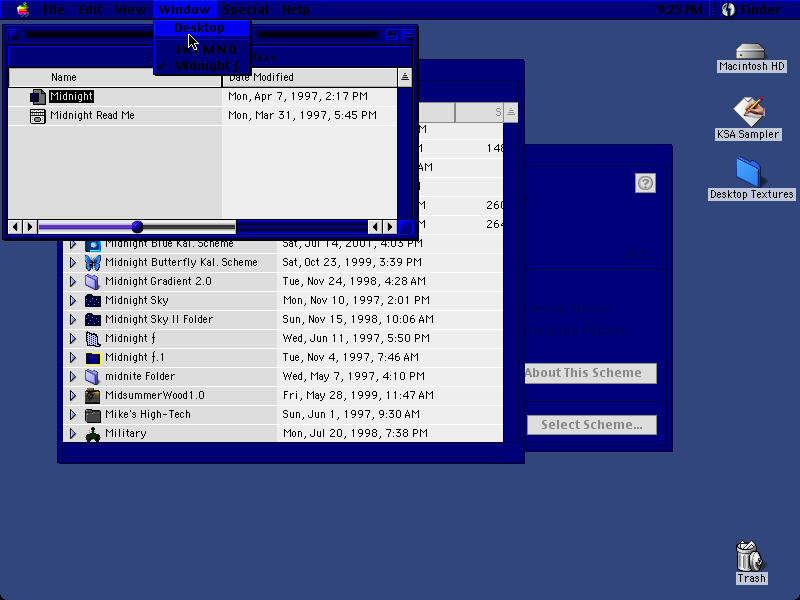 File Edit View Window Special Help
9:25 PM Finder
Desktop
J K L M N O
Midnight f
Name Date Modified
Midnight Mon, Apr 7, 1997, 2:17 PM
Midnight Read Me Mon, Mar 31, 1997, 5:45 PM
S
M
M 148
AM
M 260
M 264
Midnight Blue Kal. Scheme Sat, Jul 14, 2001, 4:03 PM
Midnight Butterfly Kal. Scheme Sat, Oct 23, 1999, 3:39 PM
Midnight Gradient 2.0 Tue, Nov 24, 1998, 4:28 AM
Midnight Sky Mon, Nov 10, 1997, 2:01 PM
Midnight Sky II Folder Sun, Nov 15, 1998, 10:06 AM
Midnight ƒ Wed, Jun 11, 1997, 5:50 PM
Midnight ƒ.1 Tue, Nov 4, 1997, 7:46 AM
midnite Folder Wed, May 7, 1997, 4:10 PM
MidsummerWood1.0 Fri, May 28, 1999, 11:47 AM
Mike's High-Tech Sun, Jun 1, 1997, 9:30 AM
Military Mon, Jul 20, 1998, 7:38 PM
About This Scheme
Select Scheme...
Macintosh HD
KSA Sampler
Desktop Textures
Trash